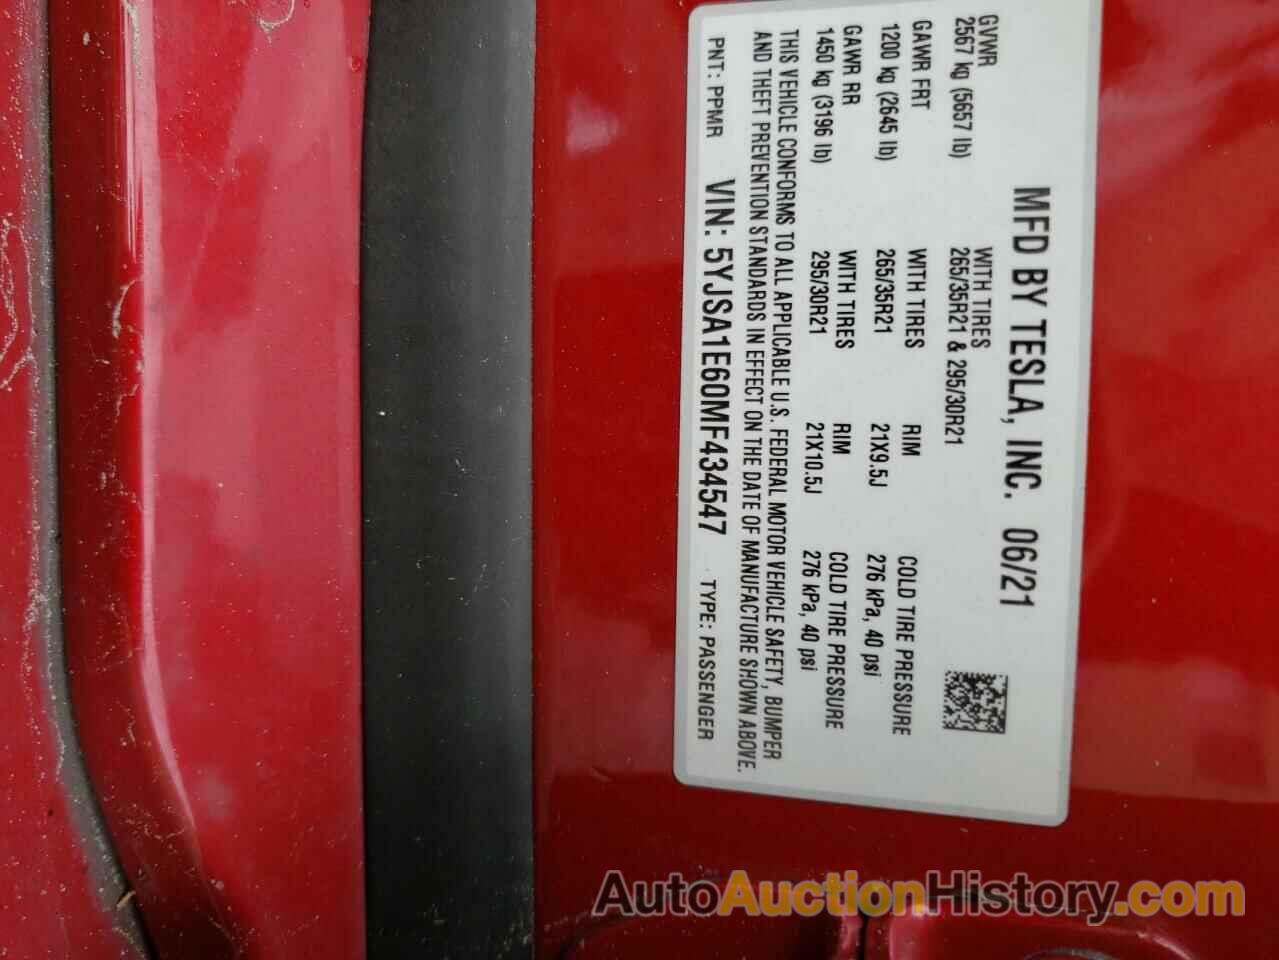 MFD BY TESLA, INC. 06/21
GVWR
2567 kg (5657 lb)
WITH TIRES
265/35R21 & 295/30R21
GAWR FRT
1200 kg (2645 lb)
WITH TIRES
265/35R21
RIM
21X9.5J
COLD TIRE PRESSURE
276 kPa, 40 psi
GAWR RR
1450 kg (3196 lb)
WITH TIRES
295/30R21
RIM
21X10.5J
COLD TIRE PRESSURE
276 kPa, 40 psi
THIS VEHICLE CONFORMS TO ALL APPLICABLE U.S. FEDERAL MOTOR VEHICLE SAFETY, BUMPER
AND THEFT PREVENTION STANDARDS IN EFFECT ON THE DATE OF MANUFACTURE SHOWN ABOVE.
PNT: PPMR VIN: 5YJSA1E60MF434547 TYPE: PASSENGER
AutoAuctionHistory.com